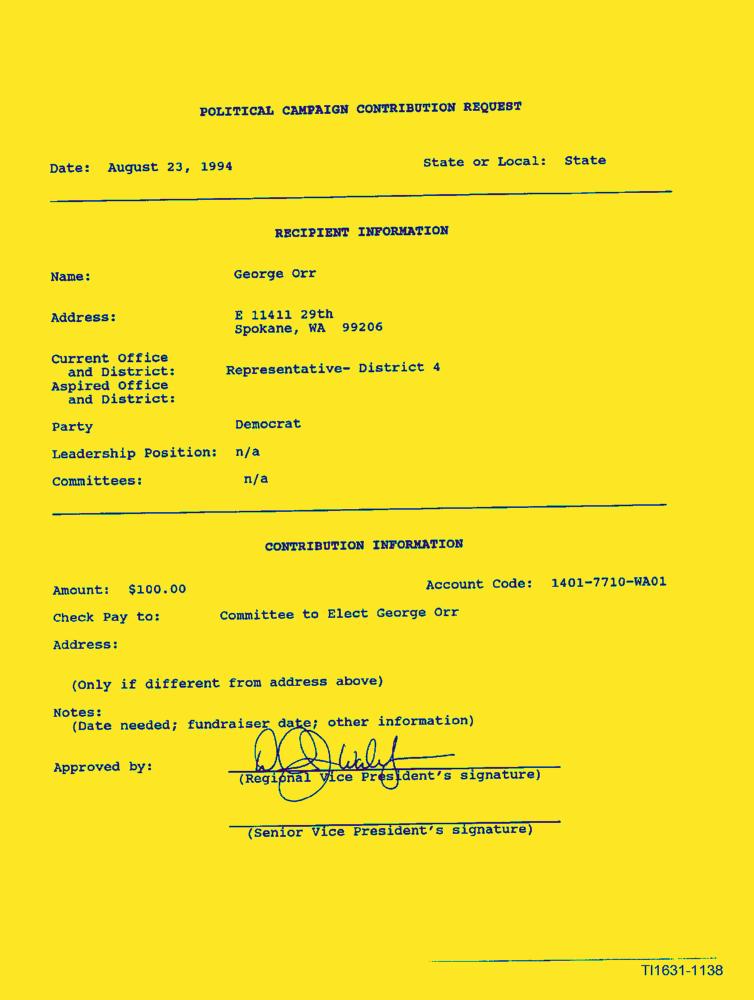 POLITICAL CAMPAIGN CONTRIBUTION REQUEST
Date: August 23, 1994 State or Local: State
RECIPIENT INFORMATION
Name: George Orr
Address: E 11411 29th
Spokane, WA 99206
Current Office
and District: Representative- District 4
Aspired Office
and District:
Party Democrat
Leadership Position: n/a
Committees: n/a
CONTRIBUTION INFORMATION
Amount: $100.00 Account Code: 1401-7710-WA01
Check Pay to: Committee to Elect George Orr
Address:
(Only if different from address above)
Notes:
(Date needed; fundraiser date; other information)
Approved by:
(Regional Vice President's signature)
(Senior Vice President's signature)
TI1631-1138